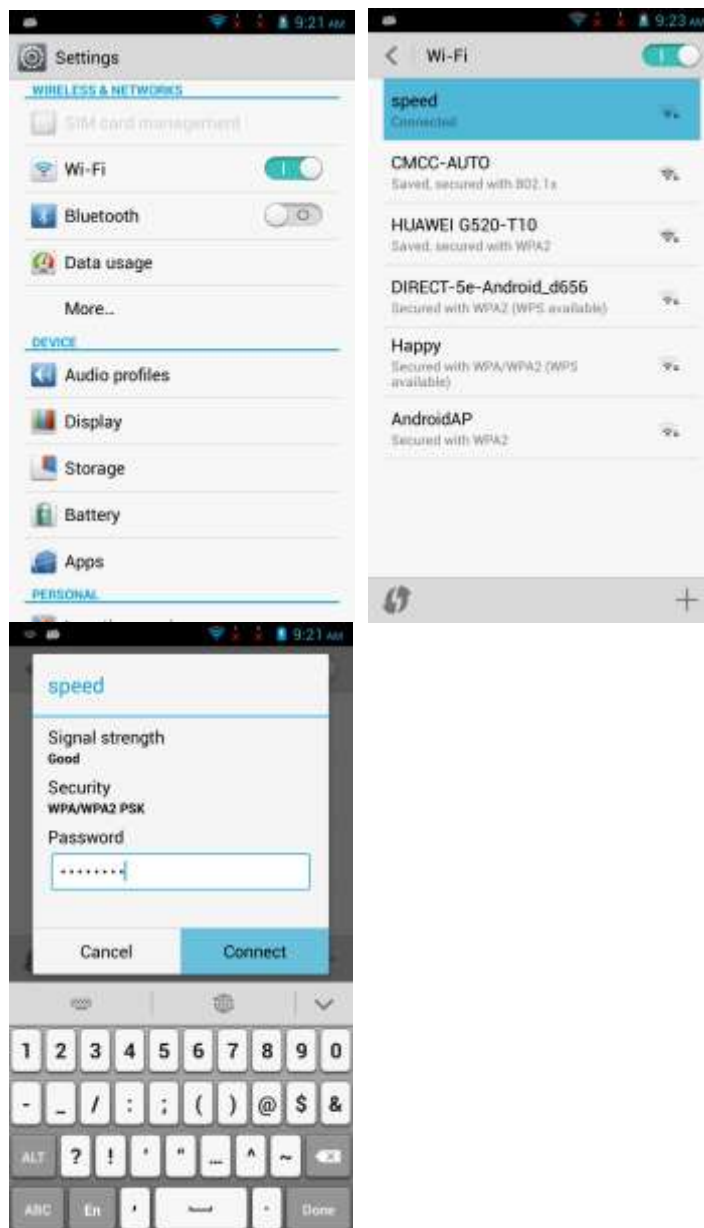 9:21 AM
Settings
WIRELESS & NETWORKS
SIM card management
Wi-Fi
Bluetooth
Data usage
More...
DEVICE
Audio profiles
Display
Storage
Battery
Apps
PERSONAL
9:23 AM
Wi-Fi
speed
Connected
CMCC-AUTO
Saved, secured with 802.1x
HUAWEI G520-T10
Saved, secured with WPA2
DIRECT-5e-Android_d656
Secured with WPA2 (WPS available)
Happy
Secured with WPA/WPA2 (WPS
available)
AndroidAP
Secured with WPA2
9:21 AM
speed
Signal strength
Good
Security
WPA/WPA2 PSK
Password
••••••••
Cancel
Connect
1 2 3 4 5 6 7 8 9 0
- _ / : ; ( ) @ $ &
ALT ? ! ' " ... ^ ~
ABC En , . Done